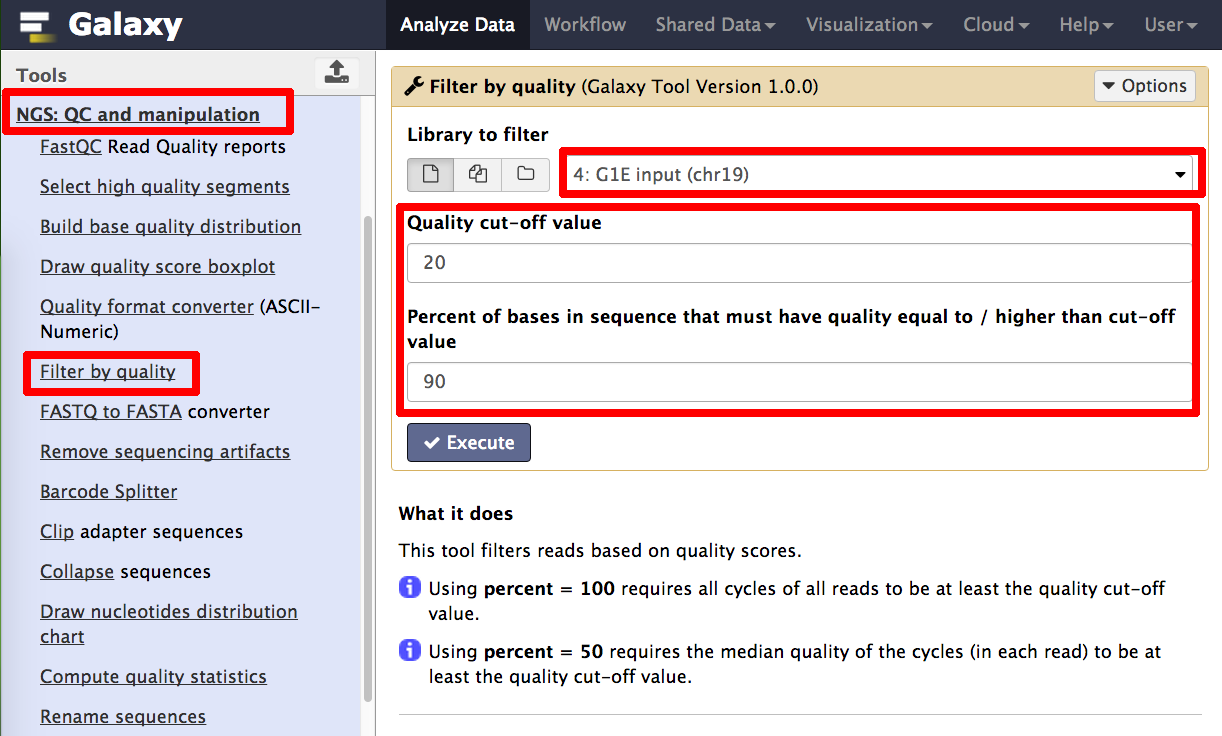 Galaxy
Analyze Data
Workflow
Shared Data
Visualization
Cloud
Help
User
Tools
NGS: QC and manipulation
FastQC Read Quality reports
Select high quality segments
Build base quality distribution
Draw quality score boxplot
Quality format converter (ASCII-
Numeric)
Filter by quality
FASTQ to FASTA converter
Remove sequencing artifacts
Barcode Splitter
Clip adapter sequences
Collapse sequences
Draw nucleotides distribution
chart
Compute quality statistics
Rename sequences
Filter by quality (Galaxy Tool Version 1.0.0)
Options
Library to filter
4: G1E input (chr19)
Quality cut-off value
20
Percent of bases in sequence that must have quality equal to / higher than cut-off
value
90
Execute
What it does
This tool filters reads based on quality scores.
Using percent = 100 requires all cycles of all reads to be at least the quality cut-off
value.
Using percent = 50 requires the median quality of the cycles (in each read) to be at
least the quality cut-off value.